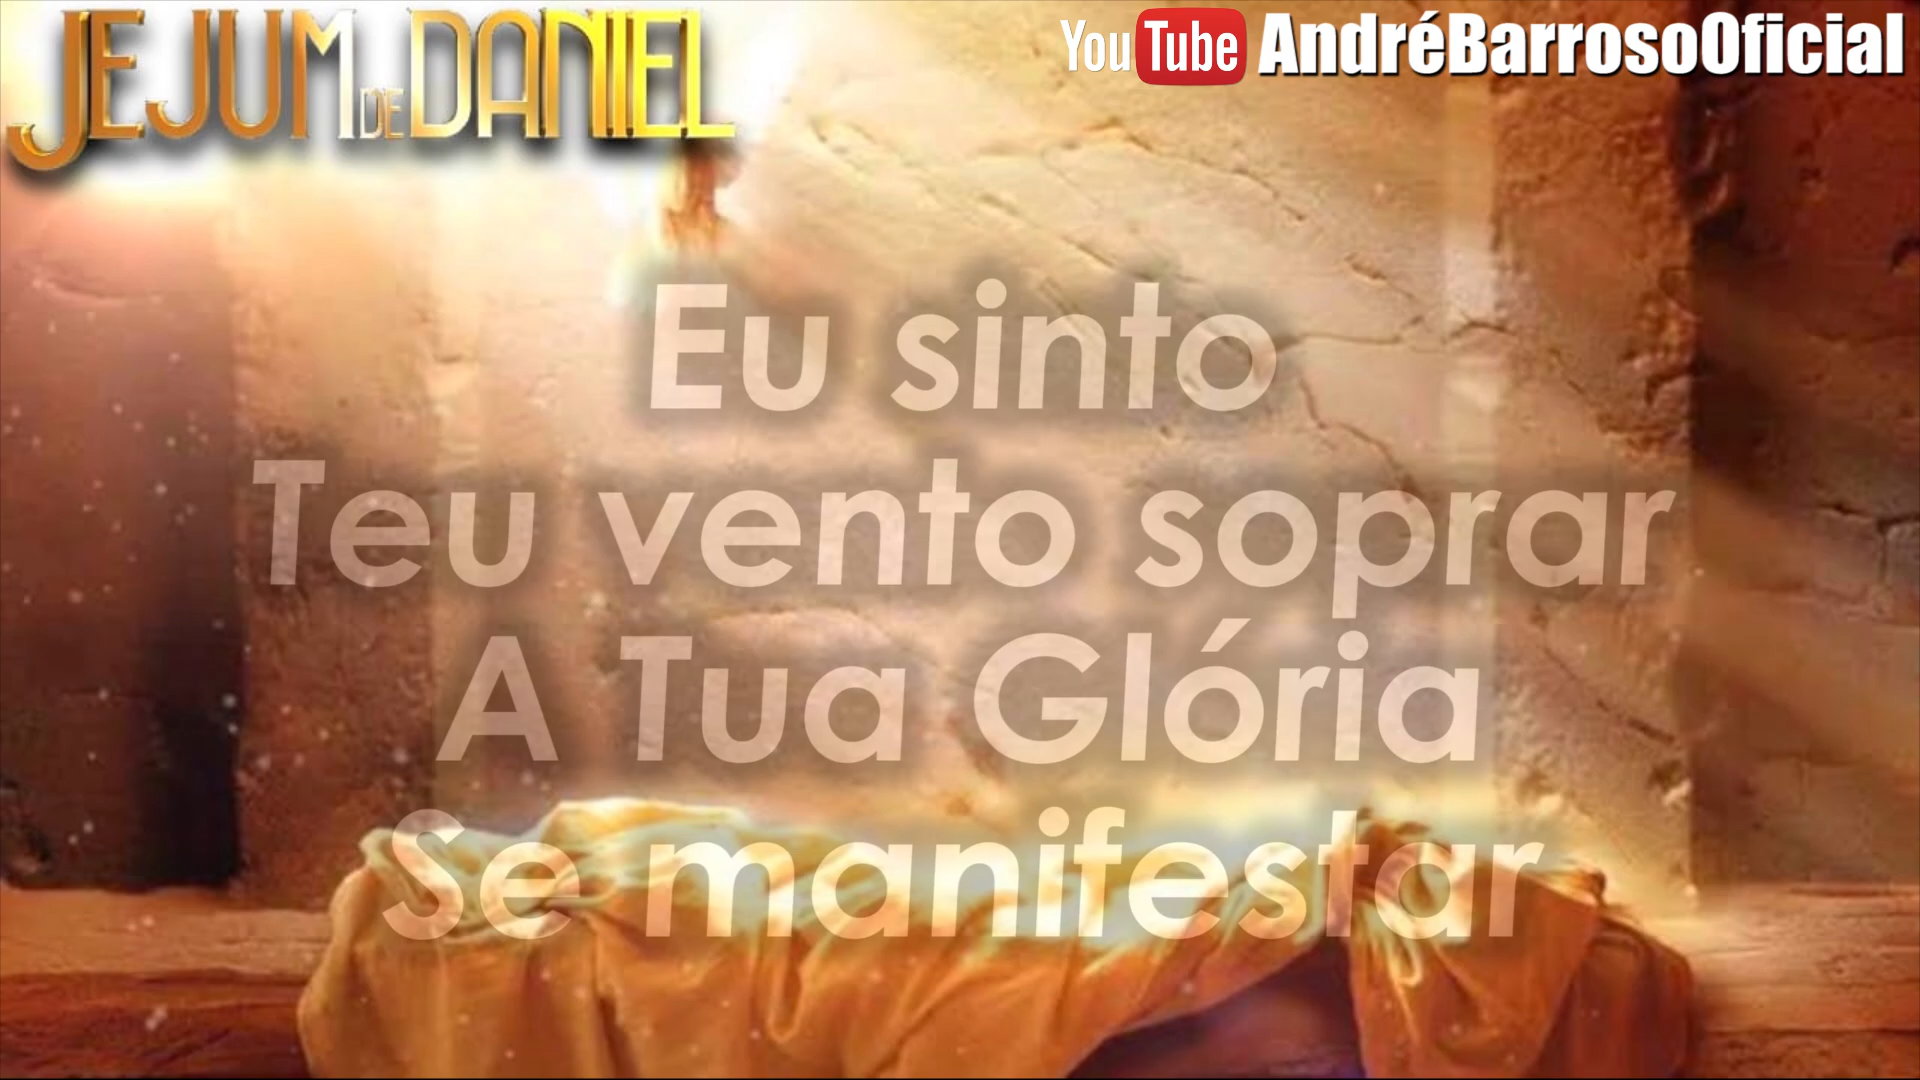 JEJUM DE DANIEL
YouTube AndréBarrosoOficial
Eu sinto
Teu vento soprar
A Tua Glória
Se manifestar